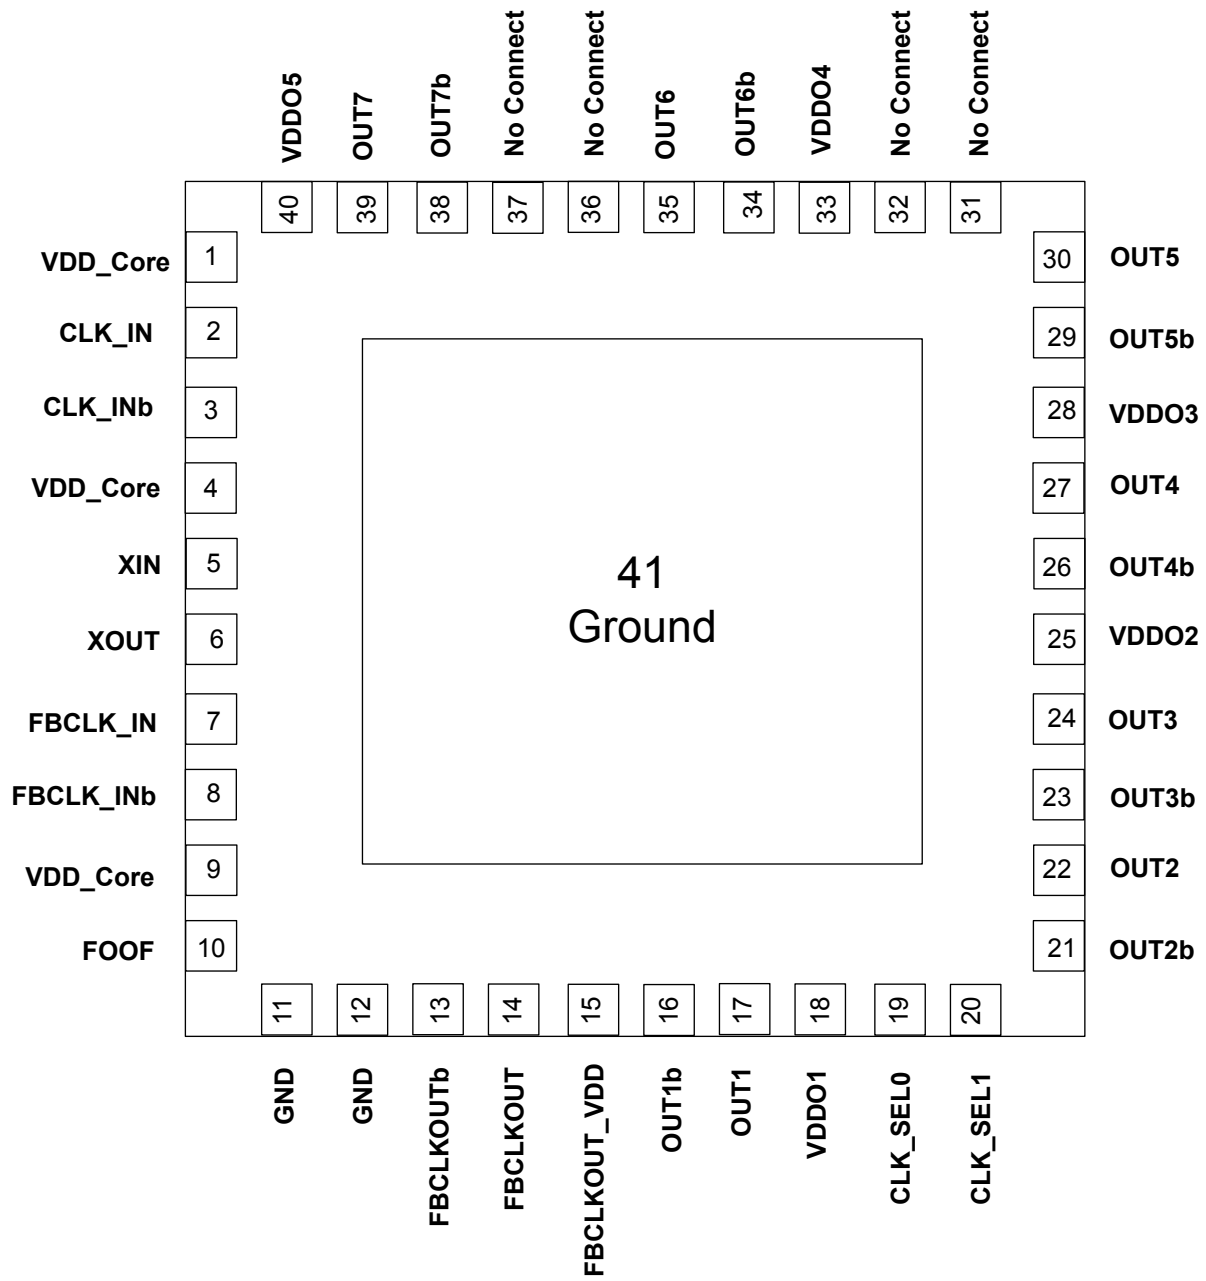 VDDO5
OUT7
OUT7b
No Connect
No Connect
OUT6
OUT6b
VDDO4
No Connect
No Connect
40
39
38
37
36
35
34
33
32
31
VDD_Core 1
CLK_IN 2
CLK_INb 3
VDD_Core 4
XIN 5
XOUT 6
FBCLK_IN 7
FBCLK_INb 8
VDD_Core 9
FOOF 10
41
Ground
30 OUT5
29 OUT5b
28 VDDO3
27 OUT4
26 OUT4b
25 VDDO2
24 OUT3
23 OUT3b
22 OUT2
21 OUT2b
11
12
13
14
15
16
17
18
19
20
GND
GND
FBCLKOUTb
FBCLKOUT
FBCLKOUT_VDD
OUT1b
OUT1
VDDO1
CLK_SEL0
CLK_SEL1